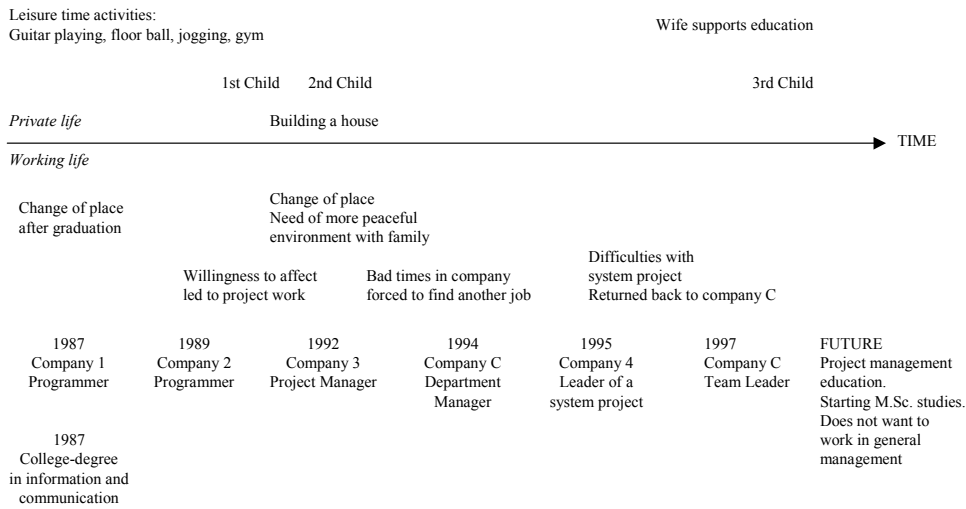 Leisure time activities:
Guitar playing, floor ball, jogging, gym
Wife supports education
1st Child
2nd Child
3rd Child
Private life
Building a house
TIME
Working life
Change of place
after graduation
Change of place
Need of more peaceful
environment with family
Willingness to affect
led to project work
Bad times in company
forced to find another job
Difficulties with
system project
Returned back to company C
1987
Company 1
Programmer
1989
Company 2
Programmer
1992
Company 3
Project Manager
1994
Company C
Department
Manager
1995
Company 4
Leader of a
system project
1997
Company C
Team Leader
FUTURE
Project management
education.
Starting M.Sc. studies.
Does not want to
work in general
management
1987
College-degree
in information and
communication